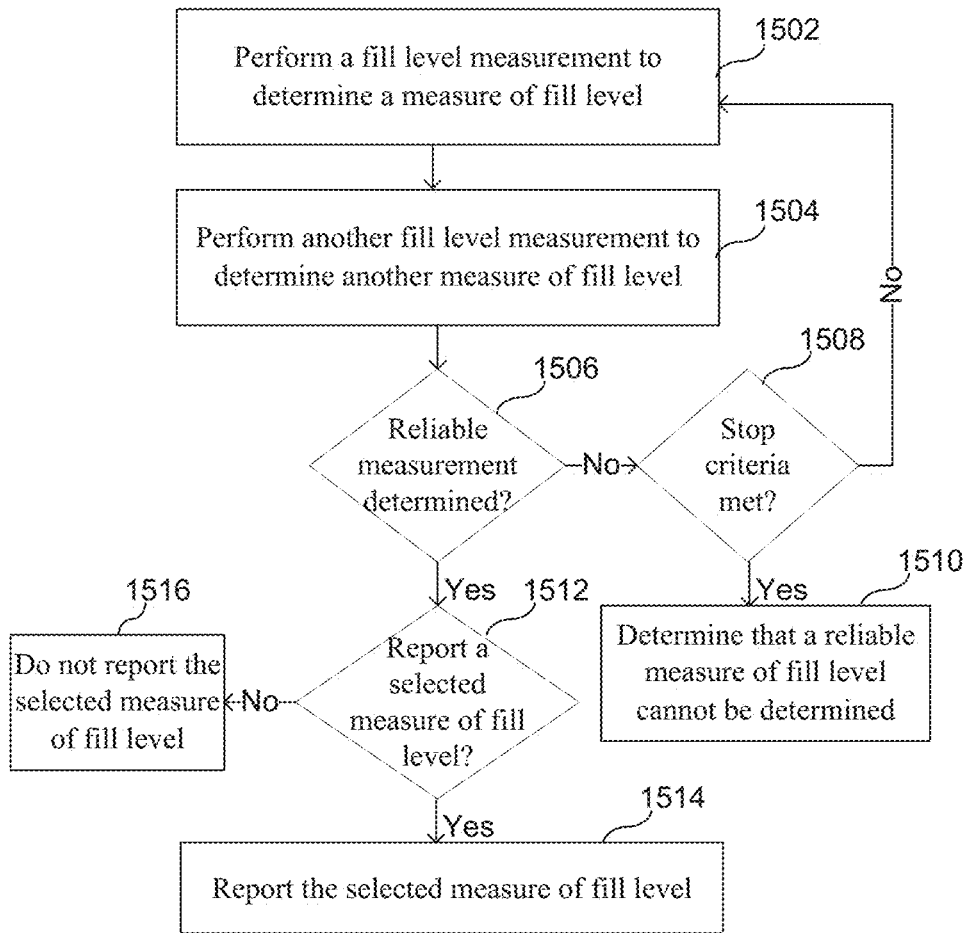 1502
Perform a fill level measurement to
determine a measure of fill level
1504
Perform another fill level measurement to
determine another measure of fill level
No
1506
Reliable
measurement
determined?
No
1508
Stop
criteria
met?
Yes
Yes
1510
Determine that a reliable
measure of fill level
cannot be determined
1512
Report a
selected
measure of fill
level?
No
1516
Do not report the
selected measure
of fill level
Yes
1514
Report the selected measure of fill level